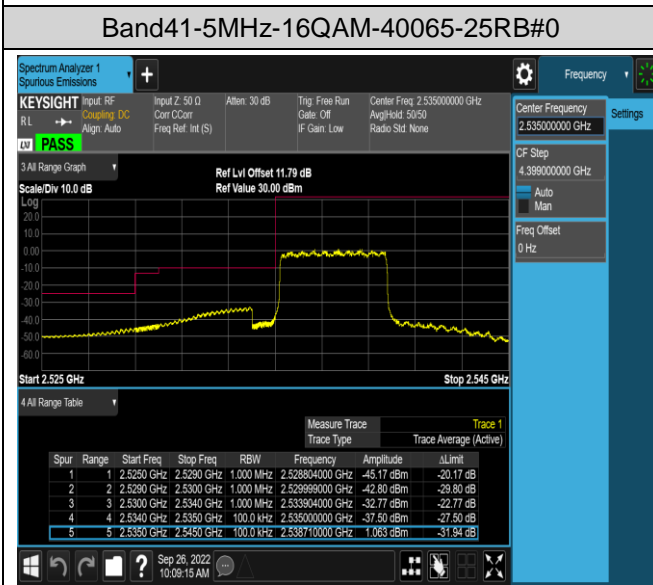 Band41-5MHz-16QAM-40065-25RB#0
Spectrum Analyzer 1
Spurious Emissions
+
Frequency
KEYSIGHT
RL
LXI
PASS
Input: RF
Coupling: DC
Align: Auto
Input Z: 50 Ω
Corr CCorr
Freq Ref: Int (S)
Atten: 30 dB
Trig: Free Run
Gate: Off
IF Gain: Low
Center Freq: 2.535000000 GHz
Avg|Hold: 50/50
Radio Std: None
Center Frequency
2.535000000 GHz
Settings
CF Step
4.399000000 GHz
Auto
Man
Freq Offset
0 Hz
3 All Range Graph
Scale/Div 10.0 dB
Ref Lvl Offset 11.79 dB
Ref Value 30.00 dBm
Log
20.0
10.0
0.00
-10.0
-20.0
-30.0
-40.0
-50.0
-60.0
Start 2.525 GHz
Stop 2.545 GHz
4 All Range Table
Measure Trace Trace 1
Trace Type Trace Average (Active)
Spur Range Start Freq Stop Freq RBW Frequency Amplitude ΔLimit
1 1 2.5250 GHz 2.5290 GHz 1.000 MHz 2.528804000 GHz -45.17 dBm -20.17 dB
2 2 2.5290 GHz 2.5300 GHz 1.000 MHz 2.529999000 GHz -42.80 dBm -29.80 dB
3 3 2.5300 GHz 2.5340 GHz 1.000 MHz 2.533904000 GHz -32.77 dBm -22.77 dB
4 4 2.5340 GHz 2.5350 GHz 100.0 kHz 2.535000000 GHz -37.50 dBm -27.50 dB
5 5 2.5350 GHz 2.5450 GHz 100.0 kHz 2.538710000 GHz 1.063 dBm -31.94 dB
?
Sep 26, 2022
10:09:15 AM